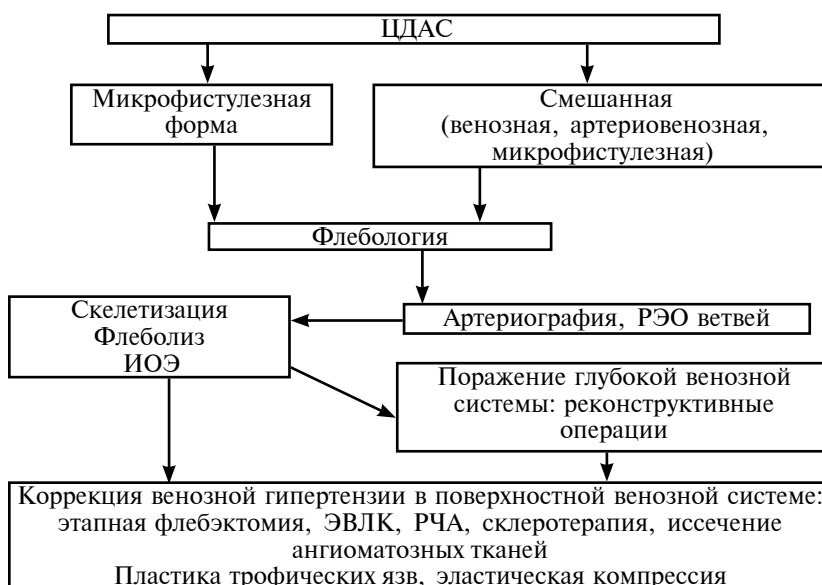 ЦДАС
Микрофистулезная
форма
Смешанная
(венозная, артериовенозная,
микрофистулезная)
Флебология
Артериография, РЭО ветвей
Скелетизация
Флеболиз
ИОЭ
Поражение глубокой венозной
системы: реконструктивные
операции
Коррекция венозной гипертензии в поверхностной венозной системе:
этапная флебэктомия, ЭВЛК, РЧА, склеротерапия, иссечение
ангиоматозных тканей
Пластика трофических язв, эластическая компрессия